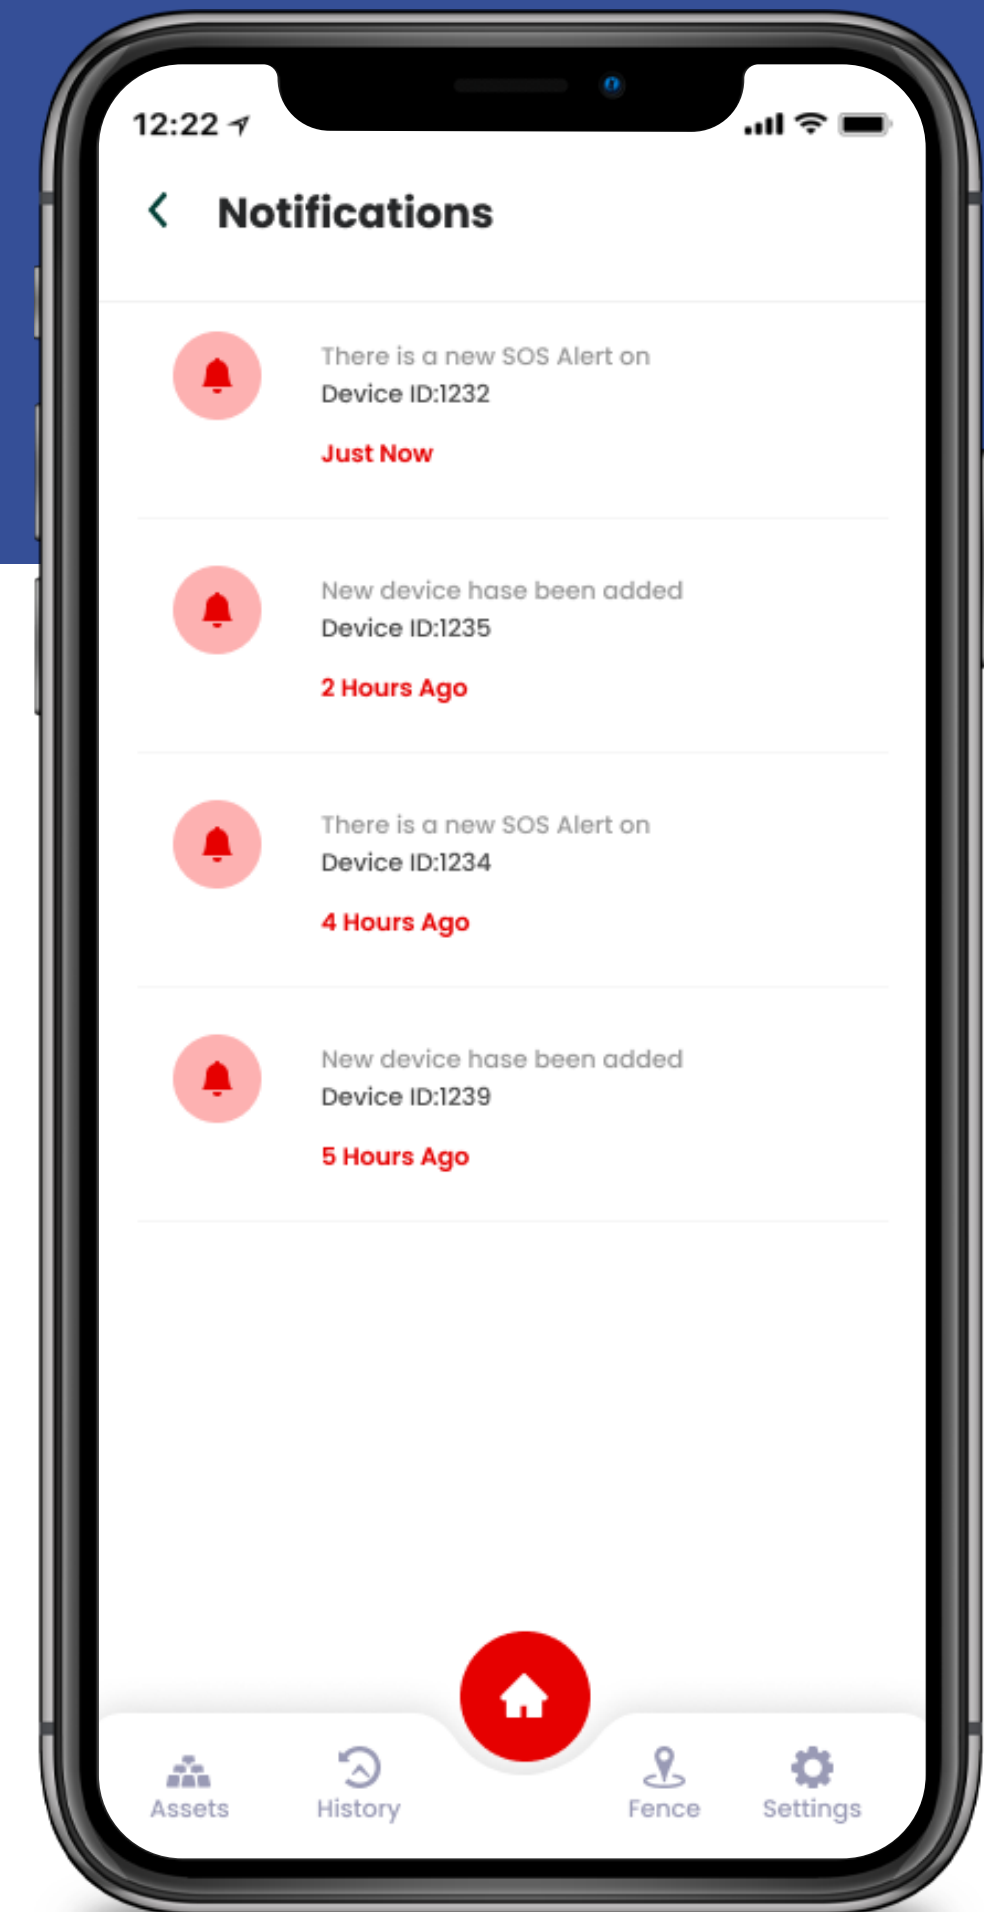 12:22
Notifications
There is a new SOS Alert on
Device ID:1232
Just Now
New device hase been added
Device ID:1235
2 Hours Ago
There is a new SOS Alert on
Device ID:1234
4 Hours Ago
New device hase been added
Device ID:1239
5 Hours Ago
Assets
History
Fence
Settings